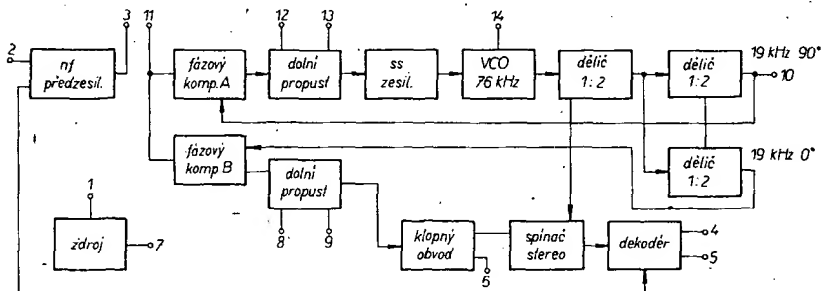 2
3
11
12
13
14
nf
předzesil.
fázový
komp. A
dolní
propust
ss
zesil.
VCO
76 kHz
dělič
1:2
dělič
1:2
19 kHz 90°
10
fázový
komp B
dolní
propust
8
9
dělič
1:2
19 kHz 0°
1
zdroj
7
klopný
obvod
6
spínač
stereo
dekodér
4
5